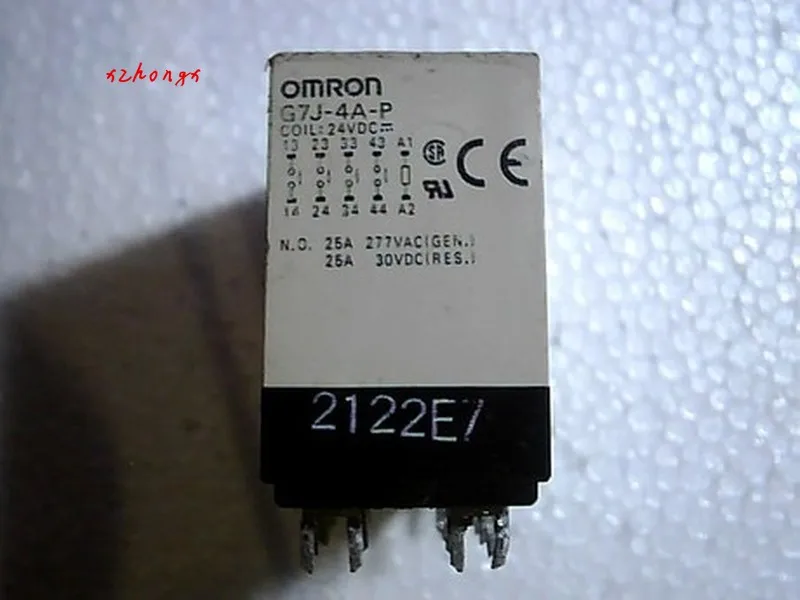 xzhongx
OMRON
G7J-4A-P
COIL:24VDC
13 23 33 43 A1
14 24 34 44 A2
N.O. 25A 277VAC(GEN.)
25A 30VDC(RES.)
2122E7